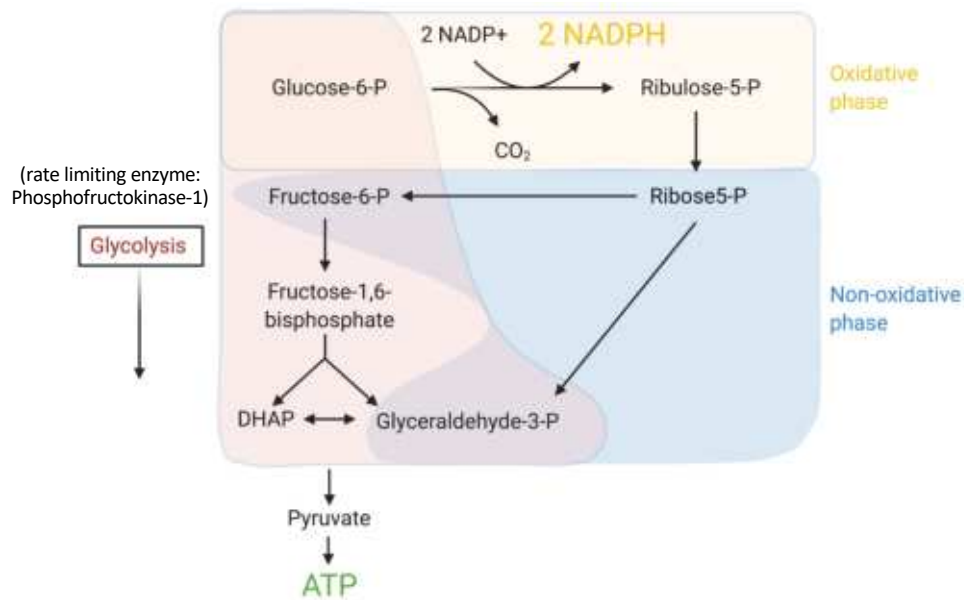 2 NADP+ 2 NADPH
Glucose-6-P
Ribulose-5-P
Oxidative
phase
CO₂
(rate limiting enzyme:
Phosphofructokinase-1)
Fructose-6-P
Ribose5-P
Glycolysis
Fructose-1,6-
bisphosphate
Non-oxidative
phase
DHAP
Glyceraldehyde-3-P
Pyruvate
ATP